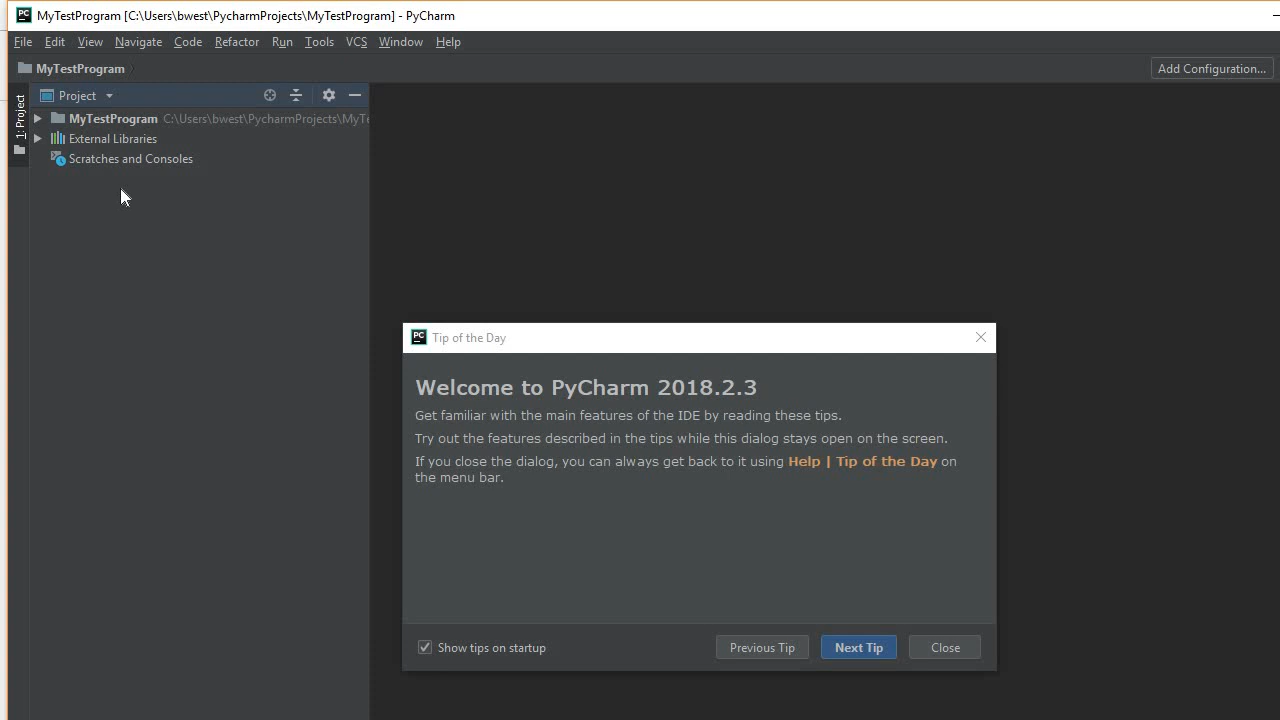 MyTestProgram [C:\Users\bwest\PycharmProjects\MyTestProgram] - PyCharm
File Edit View Navigate Code Refactor Run Tools VCS Window Help
MyTestProgram
Add Configuration...
1: Project
Project
MyTestProgram C:\Users\bwest\PycharmProjects\MyTe
External Libraries
Scratches and Consoles
PC Tip of the Day
Welcome to PyCharm 2018.2.3
Get familiar with the main features of the IDE by reading these tips.
Try out the features described in the tips while this dialog stays open on the screen.
If you close the dialog, you can always get back to it using Help | Tip of the Day on
the menu bar.
Show tips on startup
Previous Tip Next Tip Close